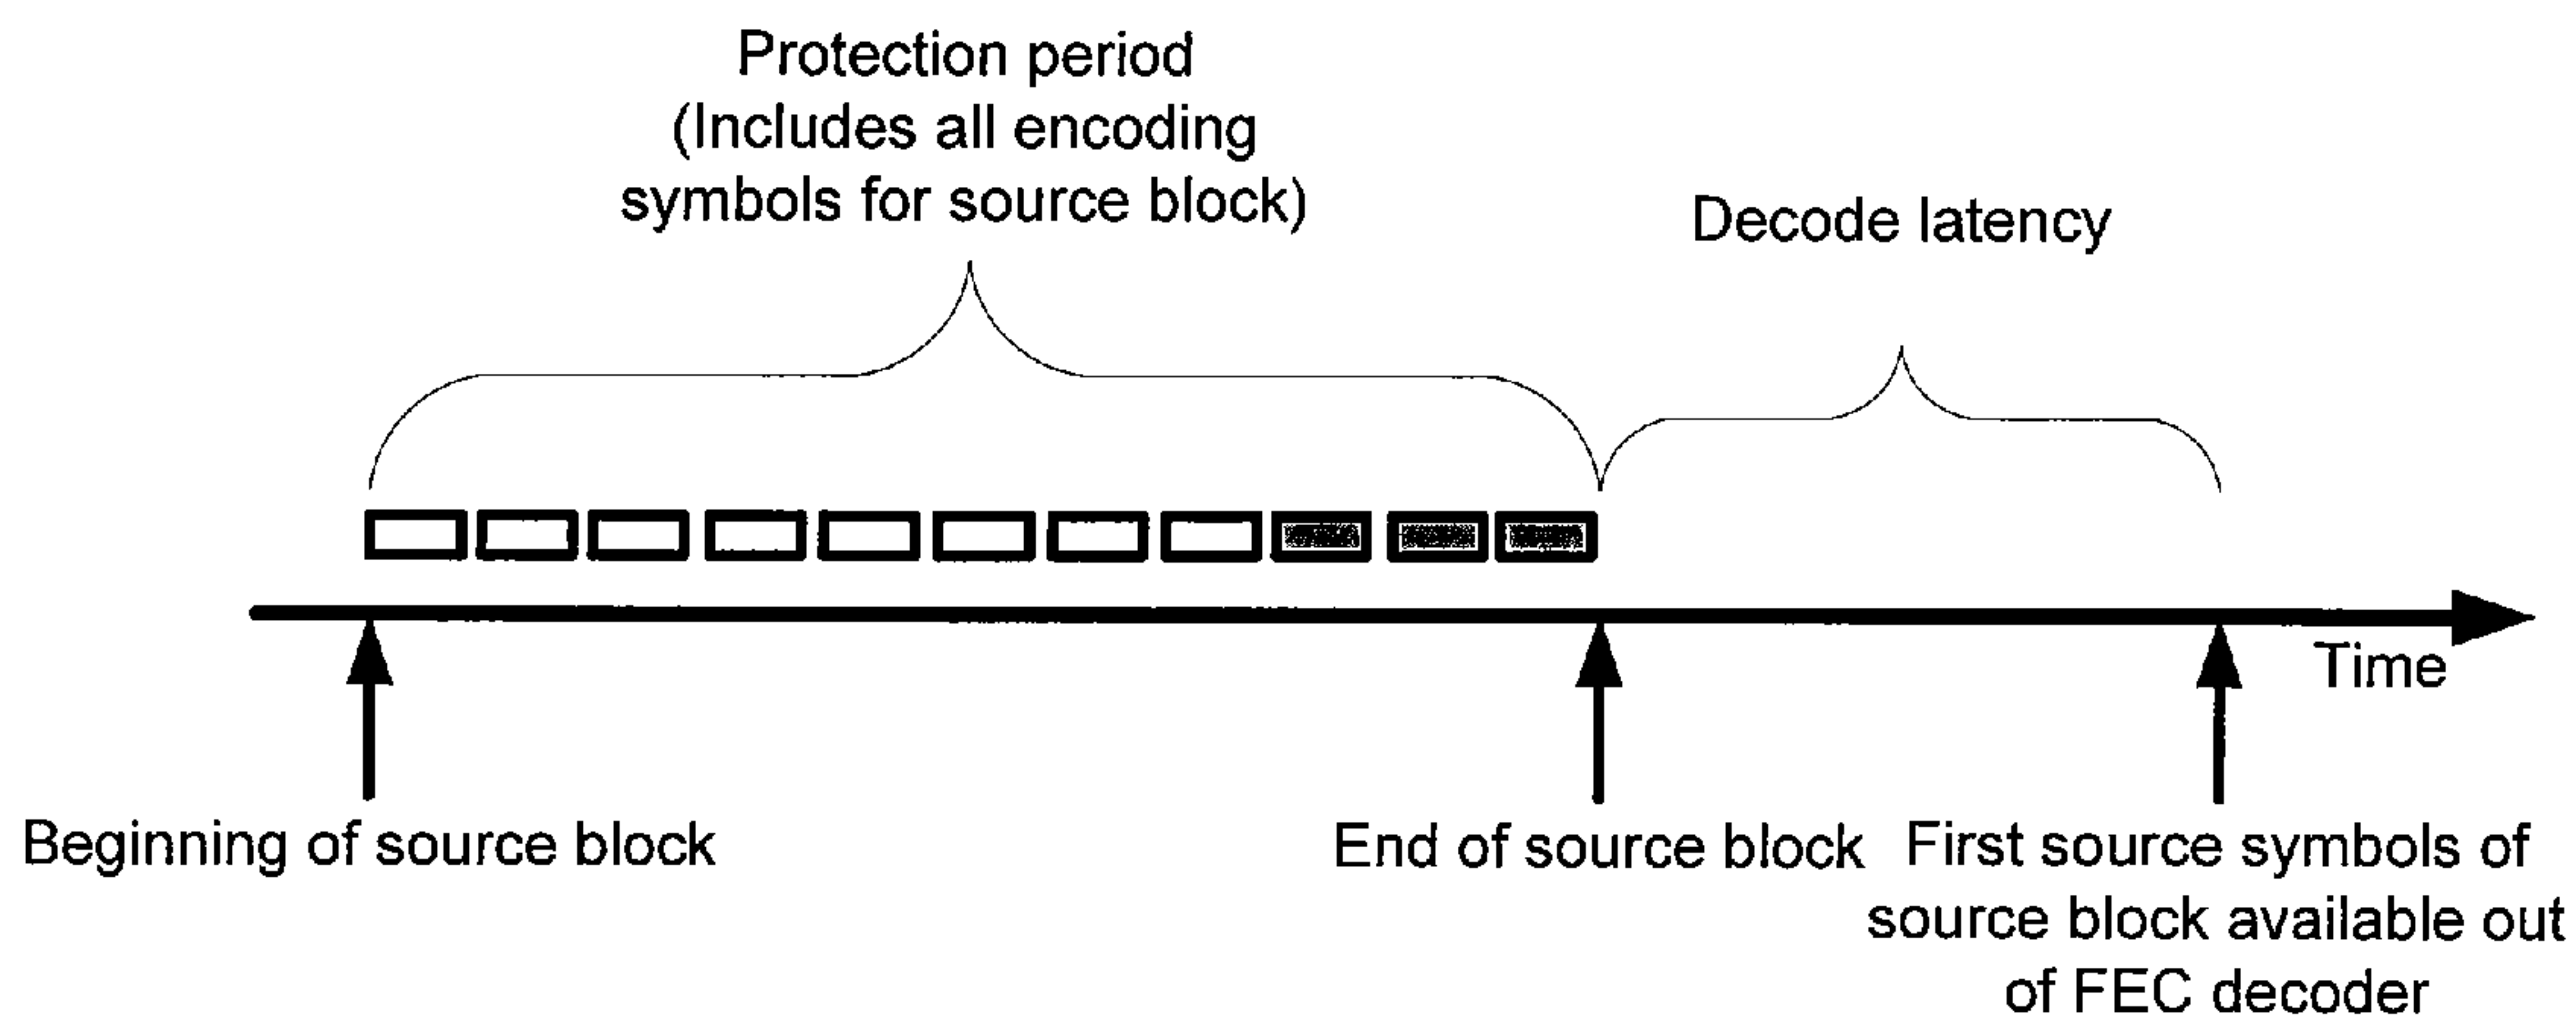 Protection period
(Includes all encoding
symbols for source block)
Decode latency
Time
Beginning of source block
End of source block
First source symbols of
source block available out
of FEC decoder